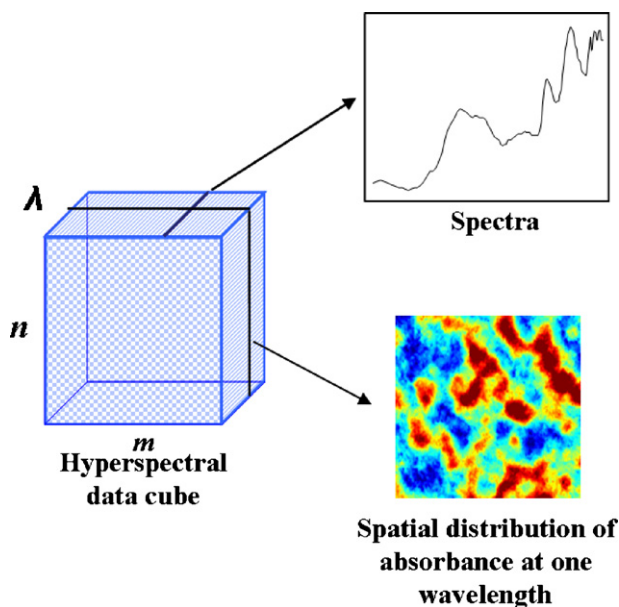 λ
n
m
Hyperspectral
data cube
Spectra
Spatial distribution of
absorbance at one
wavelength